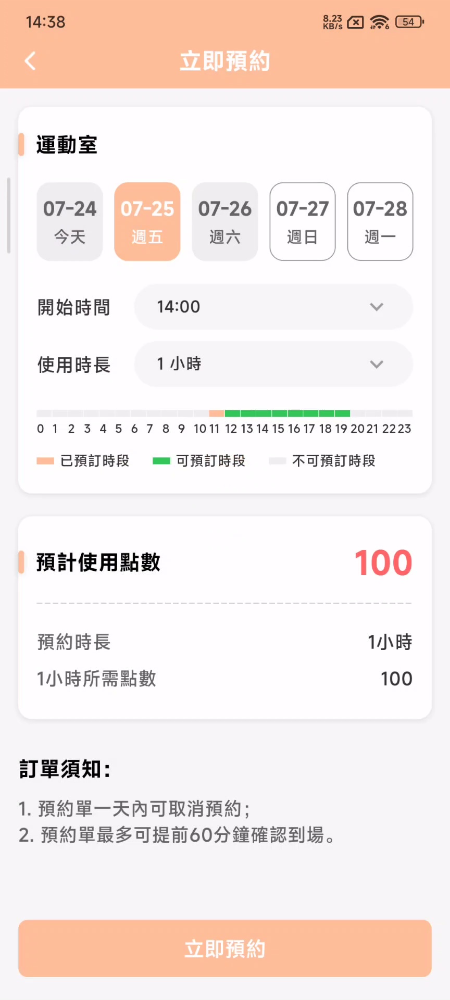 14:38
8.23
KB/s
6
54
立即預約
運動室
07-24 07-25 07-26 07-27 07-28
今天 週五 週六 週日 週一
開始時間 14:00
使用時長 1 小時
0 1 2 3 4 5 6 7 8 9 10 11 12 13 14 15 16 17 18 19 20 21 22 23
已預訂時段 可預訂時段 不可預訂時段
預計使用點數 100
預約時長 1小時
1小時所需點數 100
訂單須知:
1. 預約單一天內可取消預約;
2. 預約單最多可提前60分鐘確認到場。
立即預約